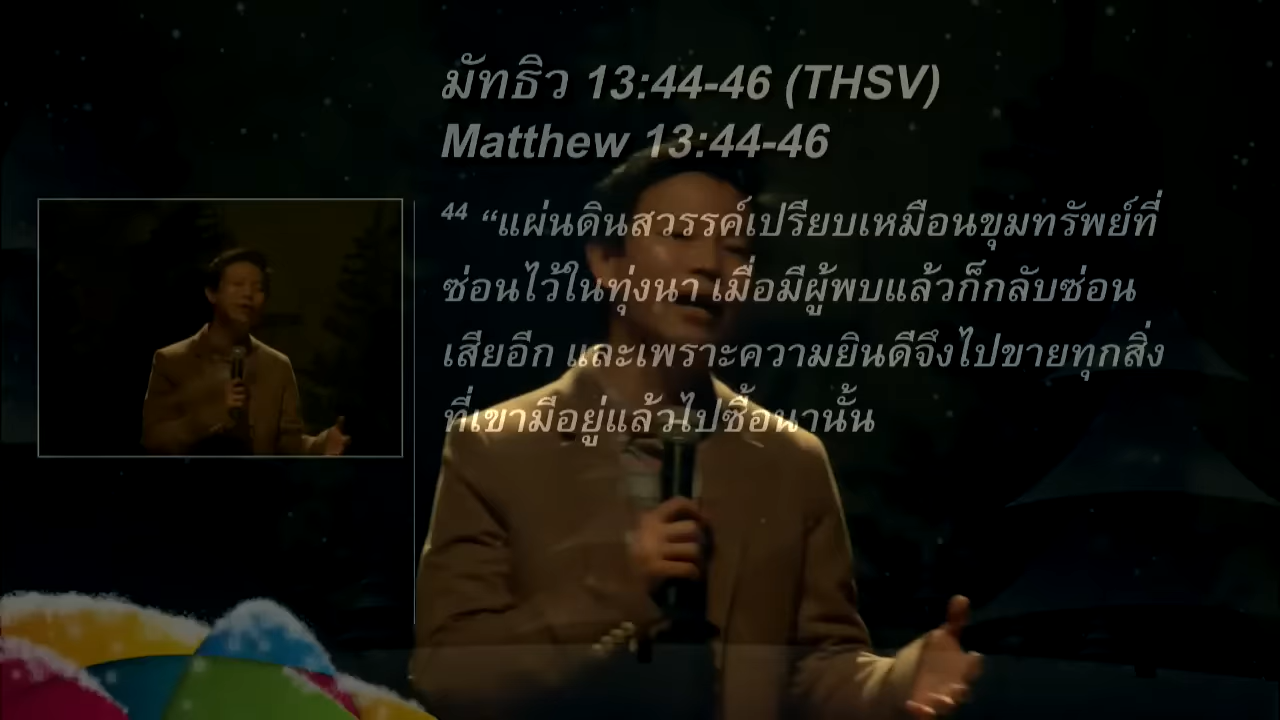 มัทธิว 13:44-46 (THSV)
Matthew 13:44-46
44 “แผ่นดินสวรรค์เปรียบเหมือนขุมทรัพย์ที่
ซ่อนไว้ในทุ่งนา เมื่อมีผู้พบแล้วก็กลับซ่อน
เสียอีก และเพราะความยินดีจึงไปขายทุกสิ่ง
ที่เขามีอยู่แล้วไปซื้อนานั้น